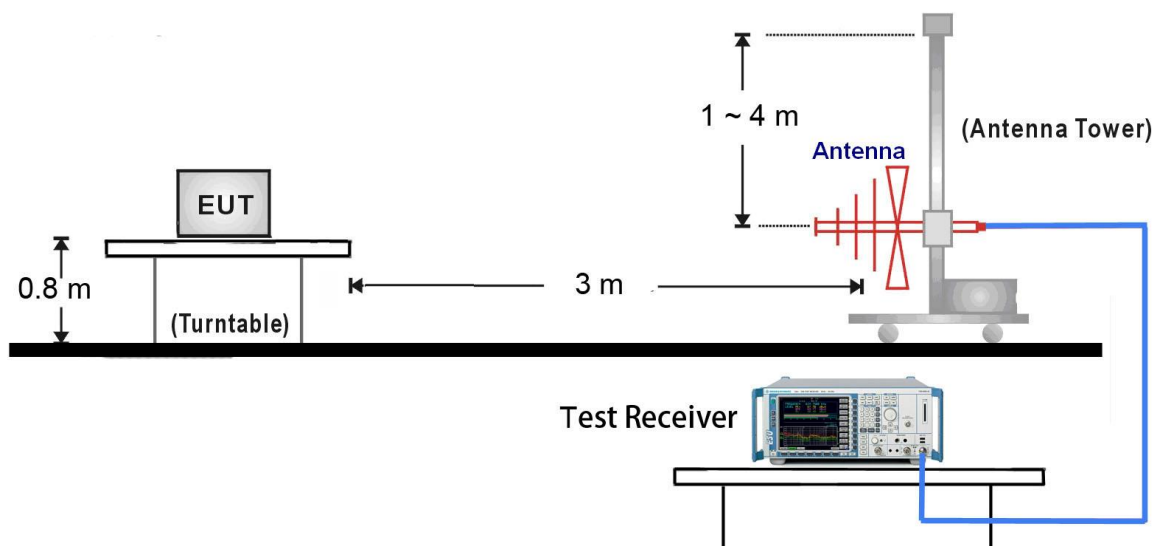 1 ~ 4 m
(Antenna Tower)
Antenna
EUT
0.8 m
3 m
(Turntable)
Test Receiver